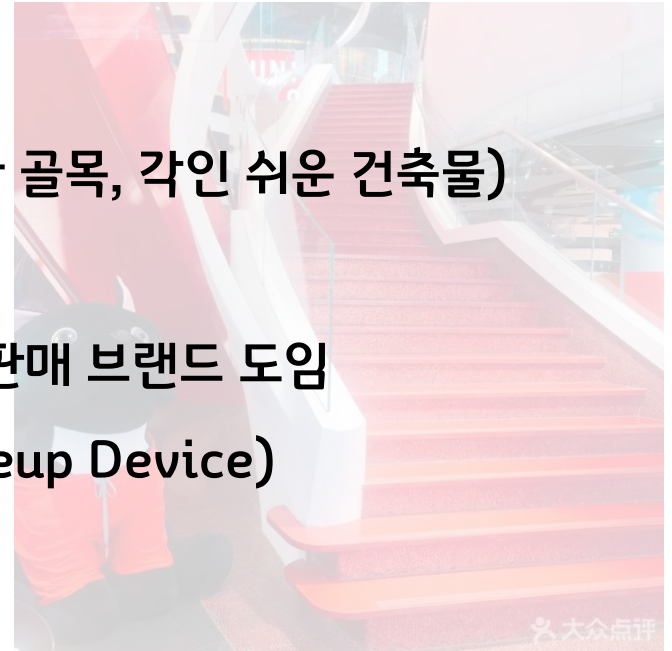 골목, 각인 쉬운 건축물)
판매 브랜드 도임
eup Device)
大众点评